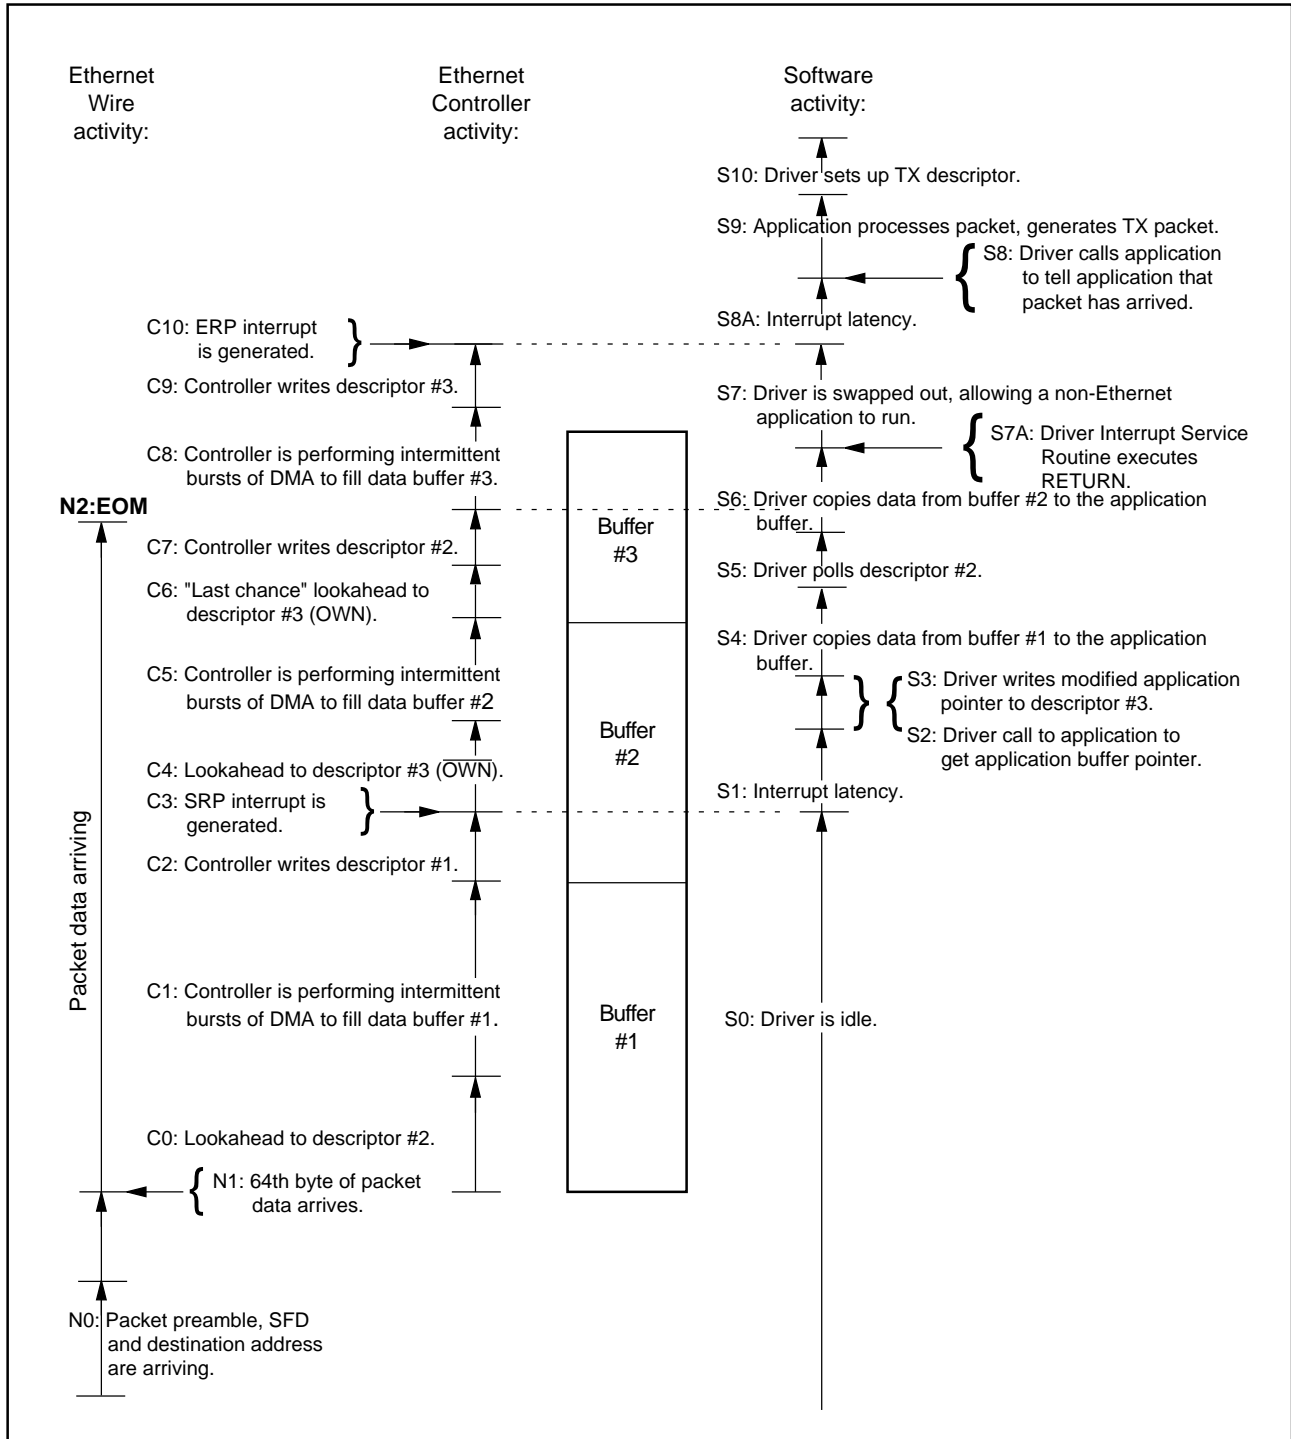 Ethernet
Wire
activity:
Ethernet
Controller
activity:
Software
activity:
S10: Driver sets up TX descriptor.
S9: Application processes packet, generates TX packet.
S8: Driver calls application
to tell application that
packet has arrived.
S8A: Interrupt latency.
C10: ERP interrupt
is generated.
C9: Controller writes descriptor #3.
S7: Driver is swapped out, allowing a non-Ethernet
application to run.
S7A: Driver Interrupt Service
Routine executes
RETURN.
C8: Controller is performing intermittent
bursts of DMA to fill data buffer #3.
S6: Driver copies data from buffer #2 to the application
buffer.
N2:EOM
Buffer
#3
C7: Controller writes descriptor #2.
S5: Driver polls descriptor #2.
C6: "Last chance" lookahead to
descriptor #3 (OWN).
S4: Driver copies data from buffer #1 to the application
buffer.
C5: Controller is performing intermittent
bursts of DMA to fill data buffer #2
S3: Driver writes modified application
pointer to descriptor #3.
S2: Driver call to application to
get application buffer pointer.
Buffer
#2
C4: Lookahead to descriptor #3 (O̅W̅N̅).
S1: Interrupt latency.
C3: SRP interrupt is
generated.
C2: Controller writes descriptor #1.
Packet data arriving
C1: Controller is performing intermittent
bursts of DMA to fill data buffer #1.
Buffer
#1
S0: Driver is idle.
C0: Lookahead to descriptor #2.
N1: 64th byte of packet
data arrives.
N0: Packet preamble, SFD
and destination address
are arriving.